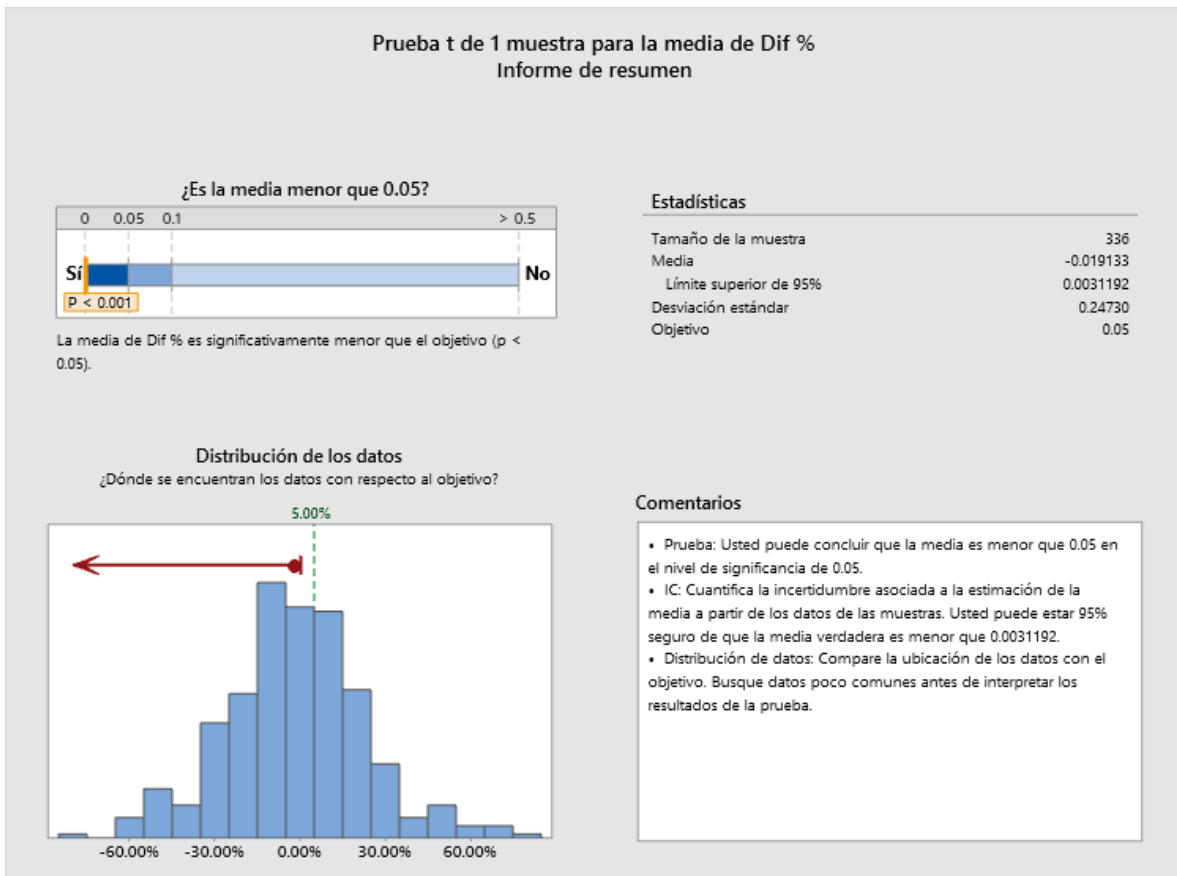 Prueba t de 1 muestra para la media de Dif %
Informe de resumen
¿Es la media menor que 0.05?
0 0.05 0.1 > 0.5
Sí No
P < 0.001
La media de Dif % es significativamente menor que el objetivo (p <
0.05).
Estadísticas
Tamaño de la muestra 336
Media -0.019133
Límite superior de 95% 0.0031192
Desviación estándar 0.24730
Objetivo 0.05
Distribución de los datos
¿Dónde se encuentran los datos con respecto al objetivo?
5.00%
-60.00% -30.00% 0.00% 30.00% 60.00%
Comentarios
• Prueba: Usted puede concluir que la media es menor que 0.05 en
el nivel de significancia de 0.05.
• IC: Cuantifica la incertidumbre asociada a la estimación de la
media a partir de los datos de las muestras. Usted puede estar 95%
seguro de que la media verdadera es menor que 0.0031192.
• Distribución de datos: Compare la ubicación de los datos con el
objetivo. Busque datos poco comunes antes de interpretar los
resultados de la prueba.